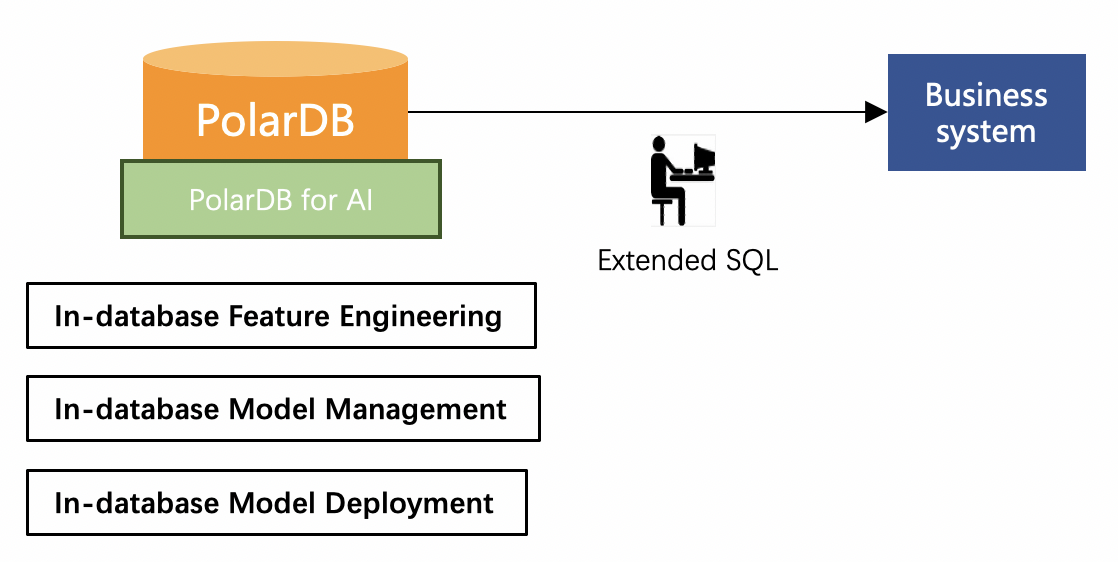 PolarDB
Business
system
PolarDB for AI
Extended SQL
In-database Feature Engineering
In-database Model Management
In-database Model Deployment